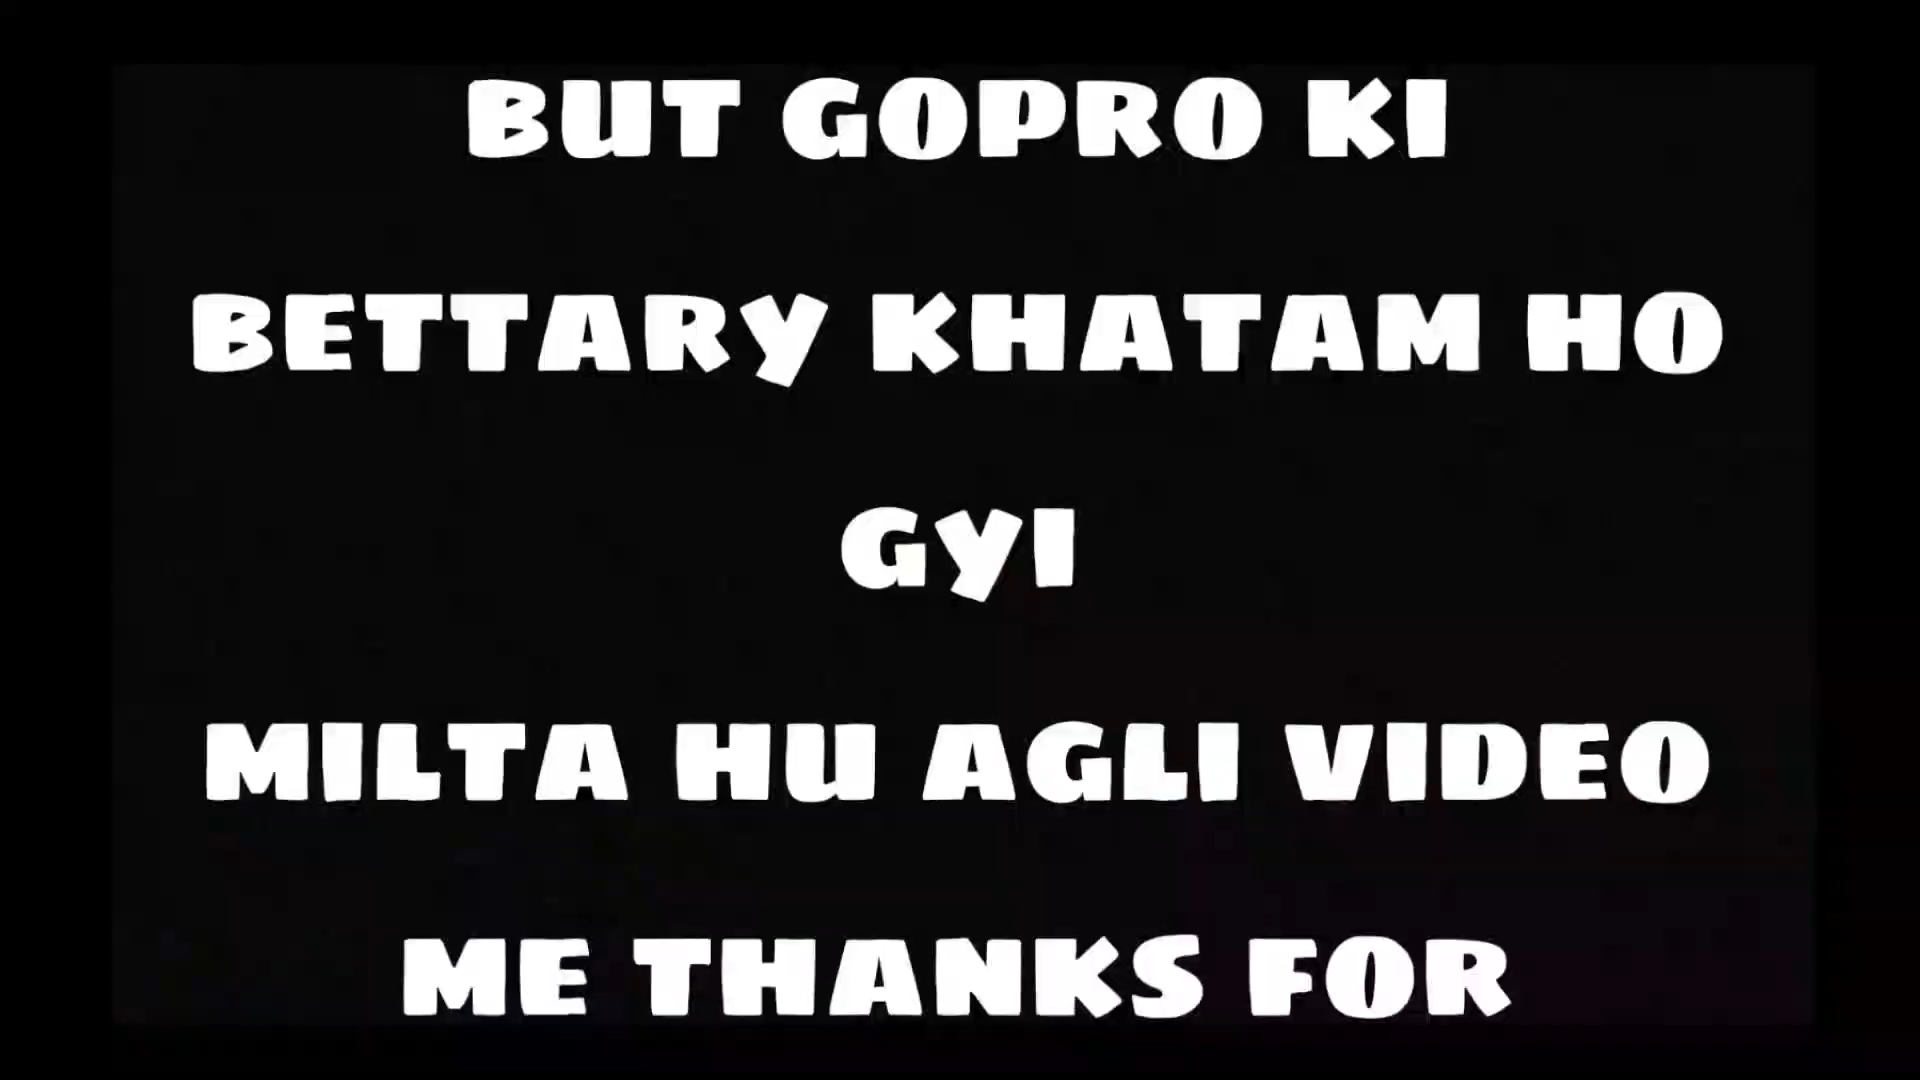 BUT GOPRO KI
BETTARY KHATAM HO
GYI
MILTA HU AGLI VIDEO
ME THANKS FOR